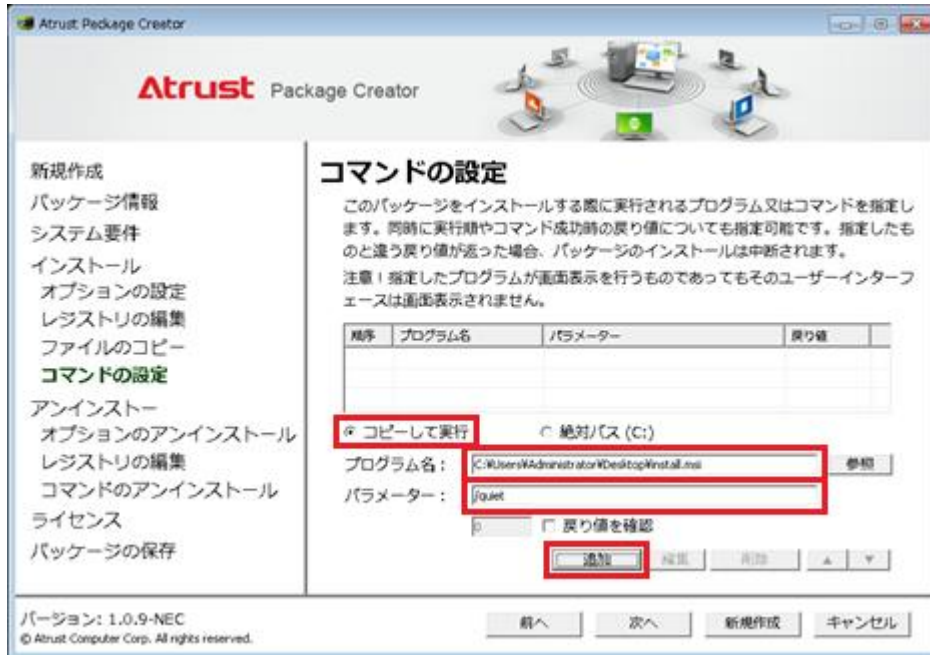 Atrust Package Creator
Atrust Package Creator
新規作成
パッケージ情報
システム要件
インストール
オプションの設定
レジストリの編集
ファイルのコピー
コマンドの設定
アンインストー
オプションのアンインストール
レジストリの編集
コマンドのアンインストール
ライセンス
パッケージの保存
コマンドの設定
このパッケージをインストールする際に実行されるプログラム又はコマンドを指定し
ます。同時に実行順やコマンド成功時の戻り値についても指定可能です。指定したも
のと違う戻り値が返った場合、パッケージのインストールは中断されます。
注意！指定したプログラムが画面表示を行うものであってもそのユーザーインターフ
ェースは画面表示されません。
順序 プログラム名 パラメーター 戻り値
コピーして実行 絶対パス (C:)
プログラム名： C:¥Users¥Administrator¥Desktop¥install.msi 参照
パラメーター： /quiet
0 戻り値を確認
追加 編集 削除 ▲ ▼
バージョン: 1.0.9-NEC
© Atrust Computer Corp. All rights reserved.
前へ 次へ 新規作成 キャンセル